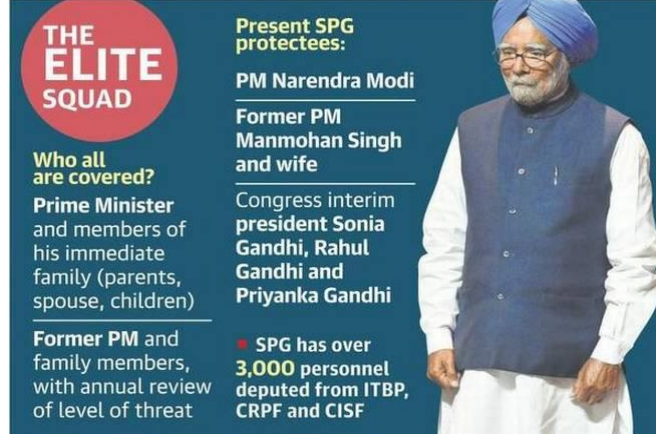 THE
ELITE
SQUAD
Who all
are covered?
Prime Minister
and members of
his immediate
family (parents,
spouse, children)
Former PM and
family members,
with annual review
of level of threat
Present SPG
protectees:
PM Narendra Modi
Former PM
Manmohan Singh
and wife
Congress interim
president Sonia
Gandhi, Rahul
Gandhi and
Priyanka Gandhi
SPG has over
3,000 personnel
deputed from ITBP,
CRPF and CISF